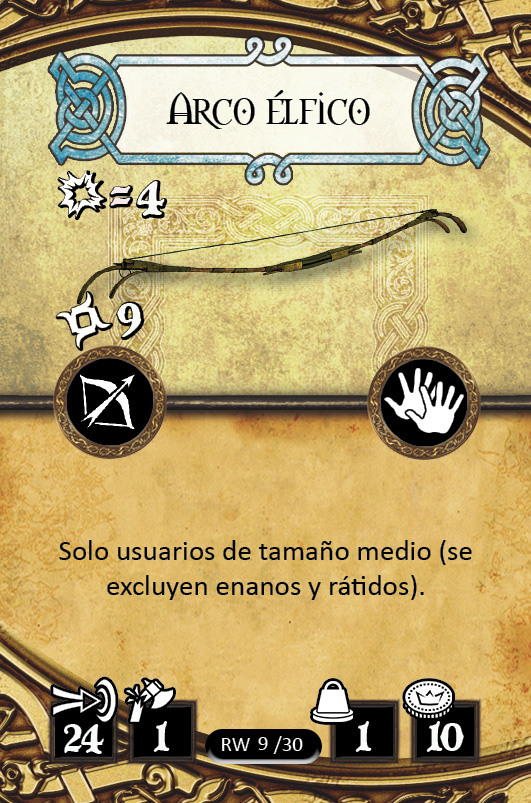 Arco élfico
=4
9
Solo usuarios de tamaño medio (se
excluyen enanos y rátidos).
24
1
RW 9 /30
1
10